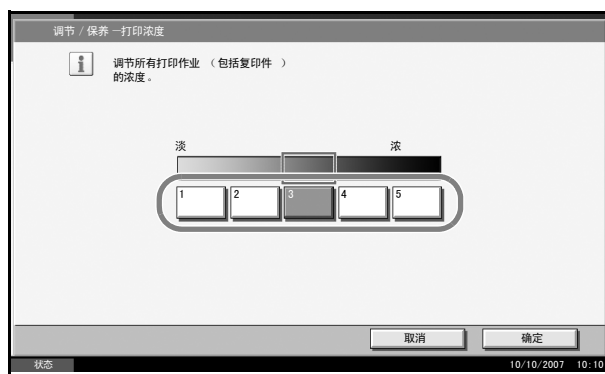 调节 / 保养 —打印浓度
调节所有打印作业 （包括复印件 ）
的浓度。
淡 浓
1 2 3 4 5
取消 确定
状态 10/10/2007 10:10